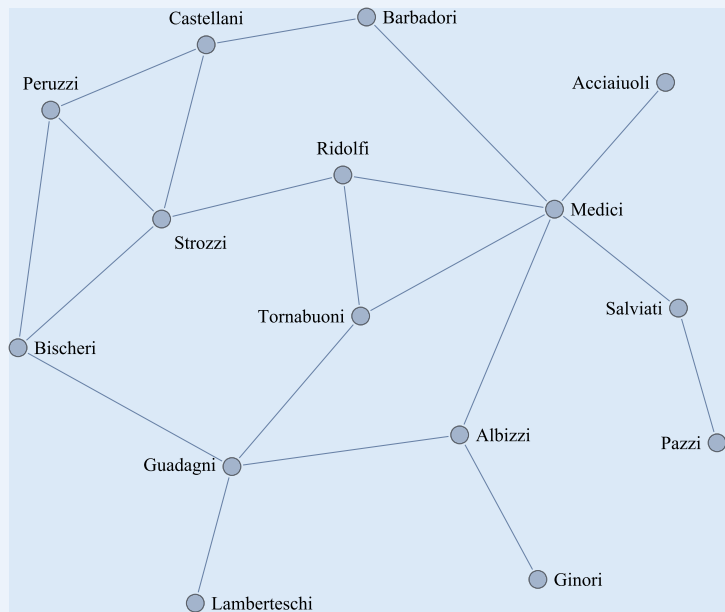 Castellani
Barbadori
Peruzzi
Acciaiuoli
Ridolfi
Medici
Strozzi
Tornabuoni
Salviati
Bischeri
Albizzi
Pazzi
Guadagni
Ginori
Lamberteschi